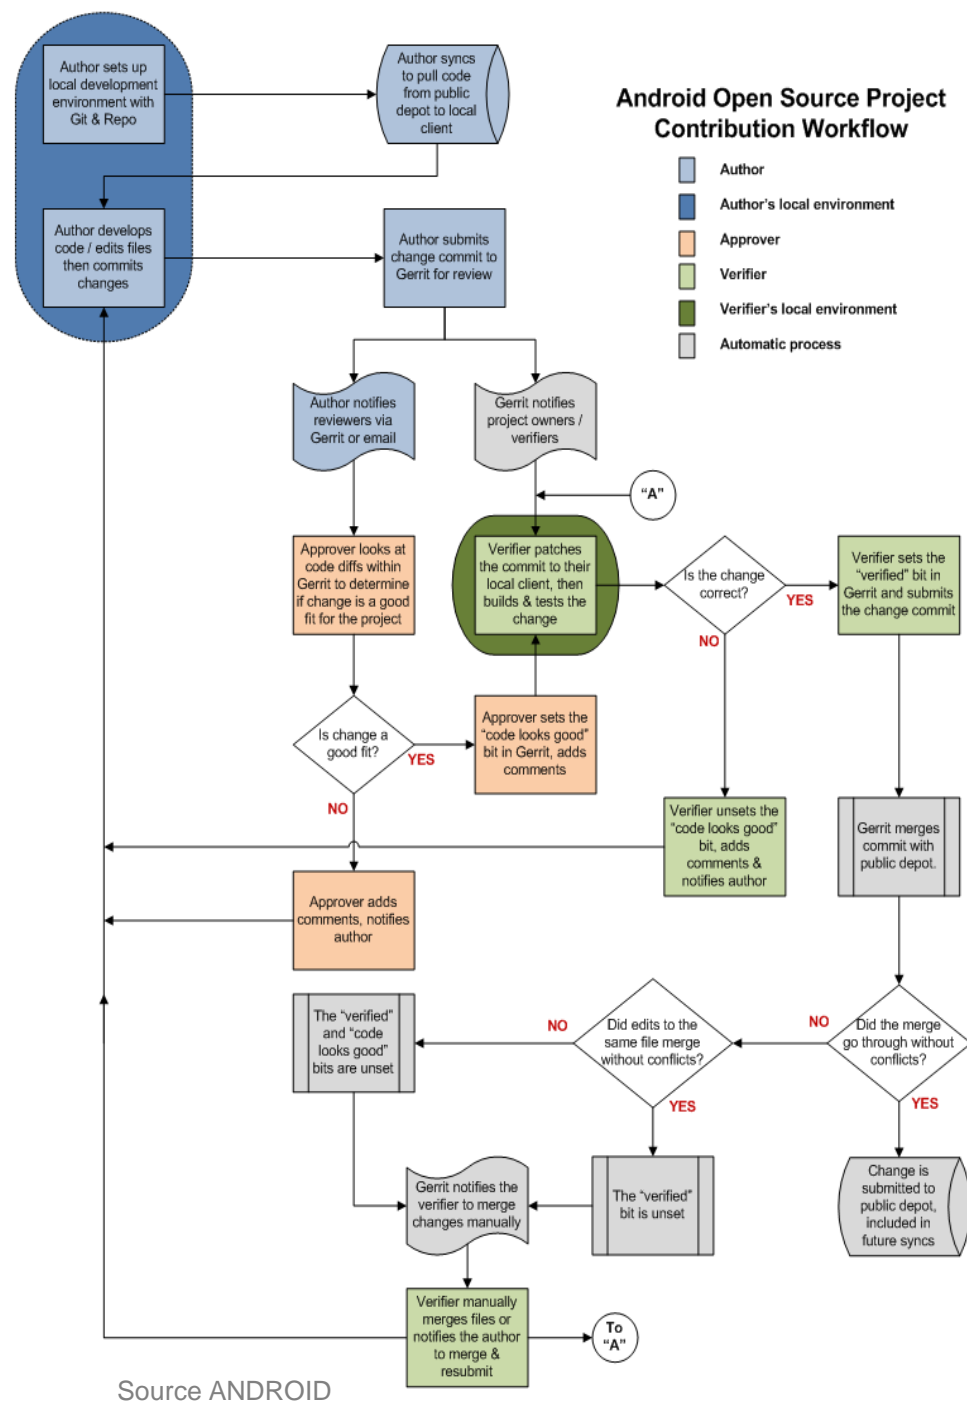 Author sets up
local development
environment with
Git & Repo
Author syncs
to pull code
from public
depot to local
client
Android Open Source Project
Contribution Workflow
Author
Author's local environment
Approver
Verifier
Verifier's local environment
Automatic process
Author develops
code / edits files
then commits
changes
Author submits
change commit to
Gerrit for review
Author notifies
reviewers via
Gerrit or email
Gerrit notifies
project owners /
verifiers
“A”
Approver looks at
code diffs within
Gerrit to determine
if change is a good
fit for the project
Verifier patches
the commit to their
local client, then
builds & tests the
change
Is the change
correct?
YES
NO
Verifier sets the
“verified” bit in
Gerrit and submits
the change commit
Is change a
good fit?
YES
NO
Approver sets the
“code looks good”
bit in Gerrit, adds
comments
Verifier unsets the
“code looks good”
bit, adds
comments &
notifies author
Gerrit merges
commit with
public depot.
Approver adds
comments, notifies
author
The “verified”
and “code
looks good”
bits are unset
NO
Did edits to the
same file merge
without conflicts?
YES
NO
Did the merge
go through without
conflicts?
YES
Gerrit notifies the
verifier to merge
changes manually
The “verified”
bit is unset
Change is
submitted to
public depot,
included in
future syncs
Verifier manually
merges files or
notifies the author
to merge &
resubmit
To
“A”
Source ANDROID